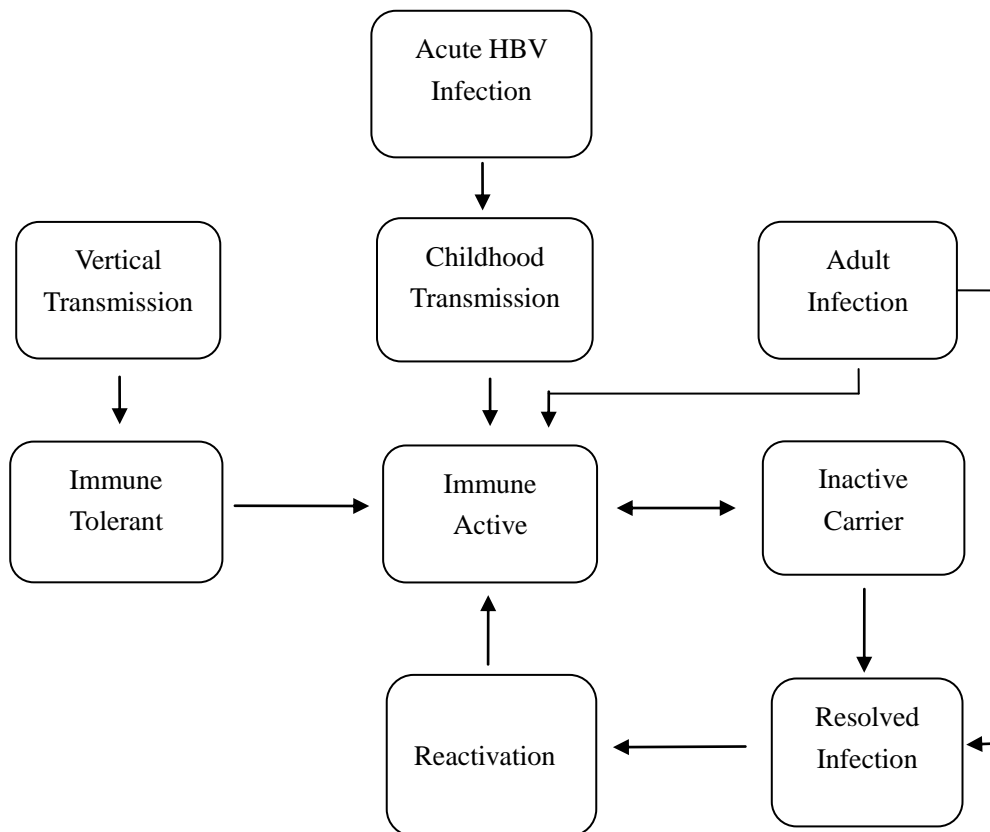 Acute HBV
Infection
Vertical
Transmission
Childhood
Transmission
Adult
Infection
Immune
Tolerant
Immune
Active
Inactive
Carrier
Reactivation
Resolved
Infection